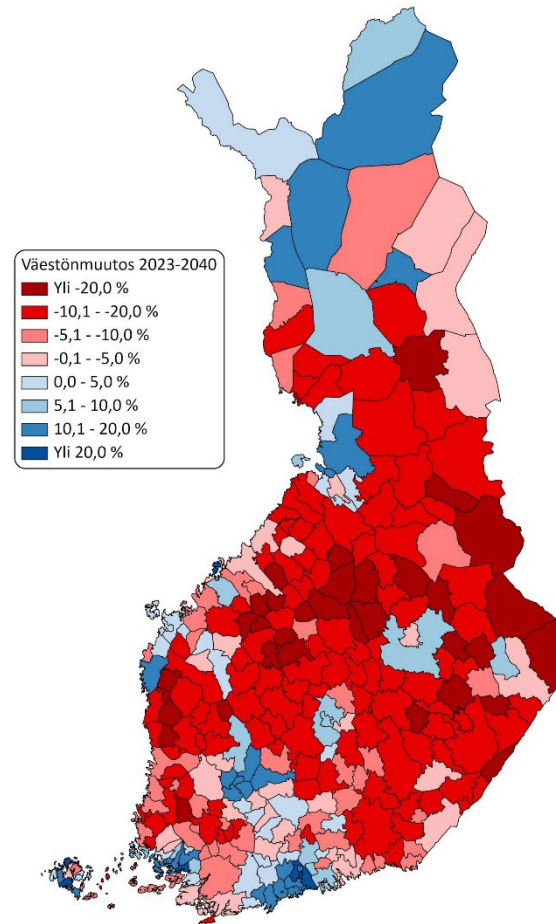 Väestönmuutos 2023-2040
Yli -20,0 %
-10,1 - -20,0 %
-5,1 - -10,0 %
-0,1 - -5,0 %
0,0 - 5,0 %
5,1 - 10,0 %
10,1 - 20,0 %
Yli 20,0 %